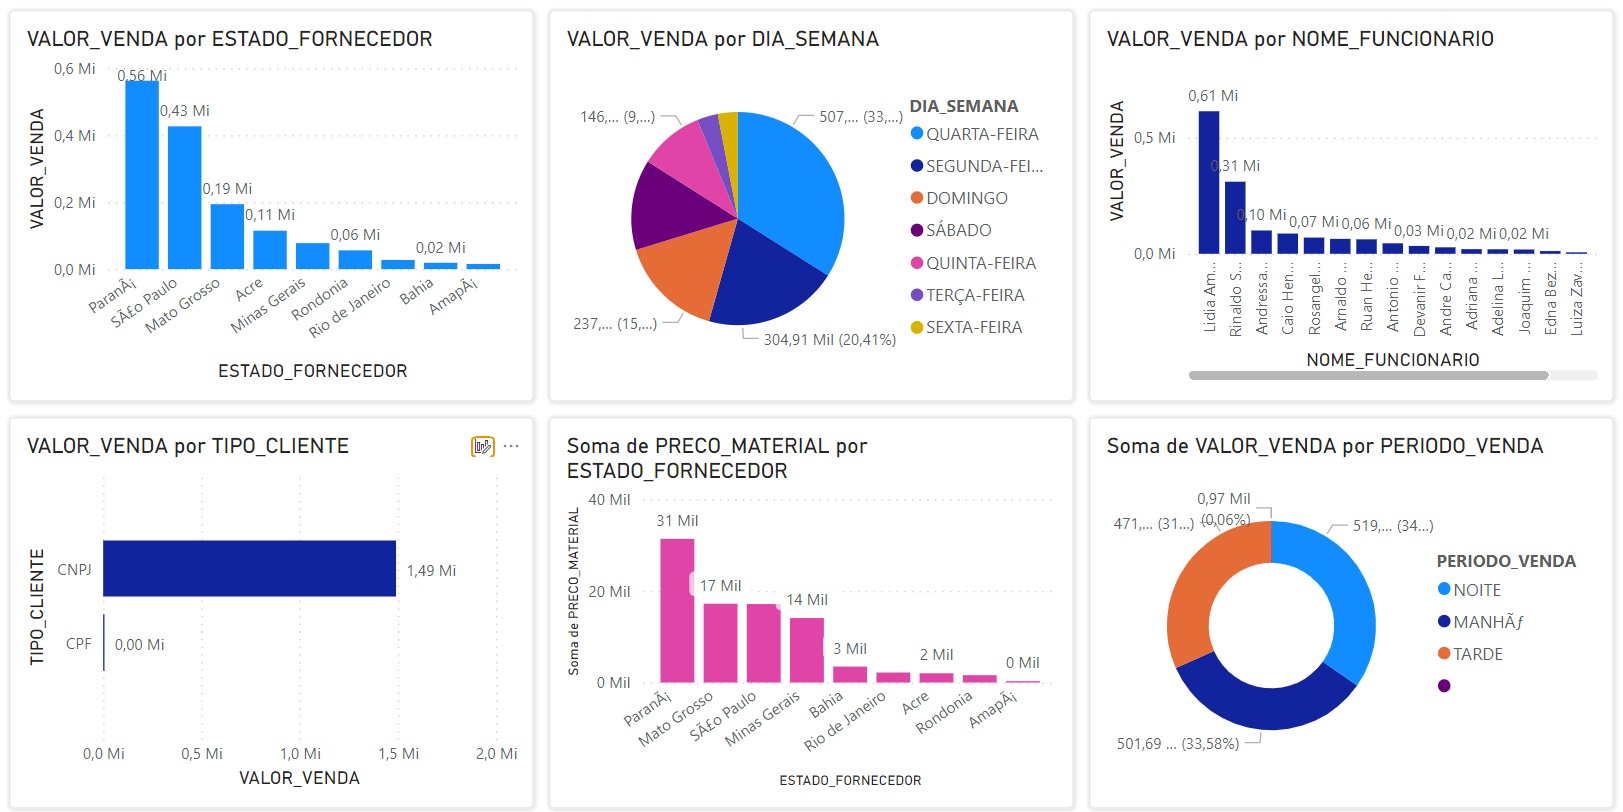 VALOR_VENDA por ESTADO_FORNECEDOR
VALOR_VENDA
0,6 Mi
0,4 Mi
0,2 Mi
0,0 Mi
0,56 Mi
0,43 Mi
0,19 Mi
0,11 Mi
0,06 Mi
0,02 Mi
ParanÃ¡
SÃ£o Paulo
Mato Grosso
Acre
Minas Gerais
Rondonia
Rio de Janeiro
Bahia
AmapÃ¡
ESTADO_FORNECEDOR
VALOR_VENDA por DIA_SEMANA
146,... (9,...)
507,... (33,...)
237,... (15,...)
304,91 Mil (20,41%)
DIA_SEMANA
QUARTA-FEIRA
SEGUNDA-FEI...
DOMINGO
SÁBADO
QUINTA-FEIRA
TERÇA-FEIRA
SEXTA-FEIRA
VALOR_VENDA por NOME_FUNCIONARIO
VALOR_VENDA
0,5 Mi
0,0 Mi
0,61 Mi
0,31 Mi
0,10 Mi
0,07 Mi
0,06 Mi
0,03 Mi
0,02 Mi
0,02 Mi
Lidia Am...
Rinaldo S...
Andressa...
Caio Hen...
Rosangel...
Arnaldo ...
Ruan He...
Antonio ...
Devanir F...
Andre Ca...
Adriana ...
Adelina L...
Joaquim ...
Edna Bez...
Luiza Zav...
NOME_FUNCIONARIO
VALOR_VENDA por TIPO_CLIENTE
...
TIPO_CLIENTE
CNPJ
1,49 Mi
CPF
0,00 Mi
0,0 Mi
0,5 Mi
1,0 Mi
1,5 Mi
2,0 Mi
VALOR_VENDA
Soma de PRECO_MATERIAL por
ESTADO_FORNECEDOR
Soma de PRECO_MATERIAL
40 Mil
20 Mil
0 Mil
31 Mil
17 Mil
14 Mil
3 Mil
2 Mil
0 Mil
ParanÃ¡
Mato Grosso
SÃ£o Paulo
Minas Gerais
Bahia
Rio de Janeiro
Acre
Rondonia
AmapÃ¡
ESTADO_FORNECEDOR
Soma de VALOR_VENDA por PERIODO_VENDA
0,97 Mil
(0,06%)
471,... (31...)
519,... (34...)
501,69 ... (33,58%)
PERIODO_VENDA
NOITE
MANHÃƒ
TARDE